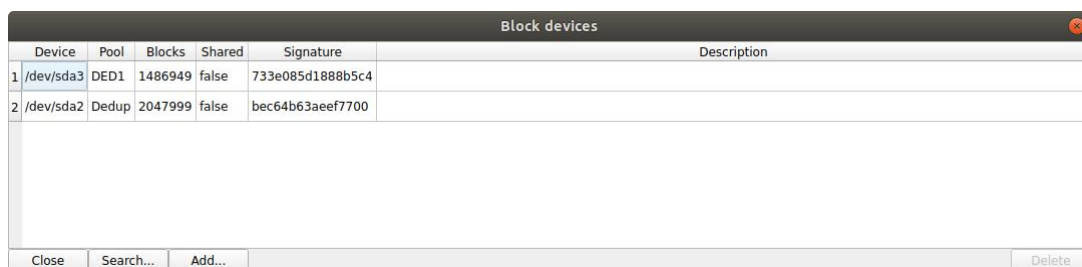 Block devices
Device Pool Blocks Shared Signature Description
1 /dev/sda3 DED1 1486949 false 733e085d1888b5c4
2 /dev/sda2 Dedup 2047999 false bec64b63aeef7700
Close Search... Add... Delete